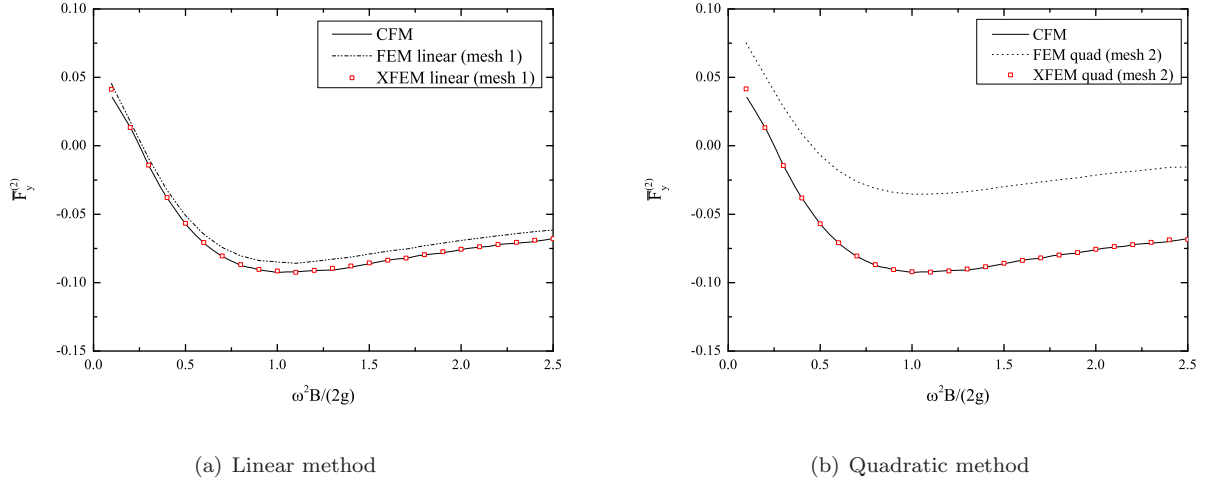 0.10
0.05
0.00
-0.05
-0.10
-0.15
F̅y(2)
0.0 0.5 1.0 1.5 2.0 2.5
ω²B/(2g)
CFM
FEM linear (mesh 1)
XFEM linear (mesh 1)
(a) Linear method
0.10
0.05
0.00
-0.05
-0.10
-0.15
F̅y(2)
0.0 0.5 1.0 1.5 2.0 2.5
ω²B/(2g)
CFM
FEM quad (mesh 2)
XFEM quad (mesh 2)
(b) Quadratic method